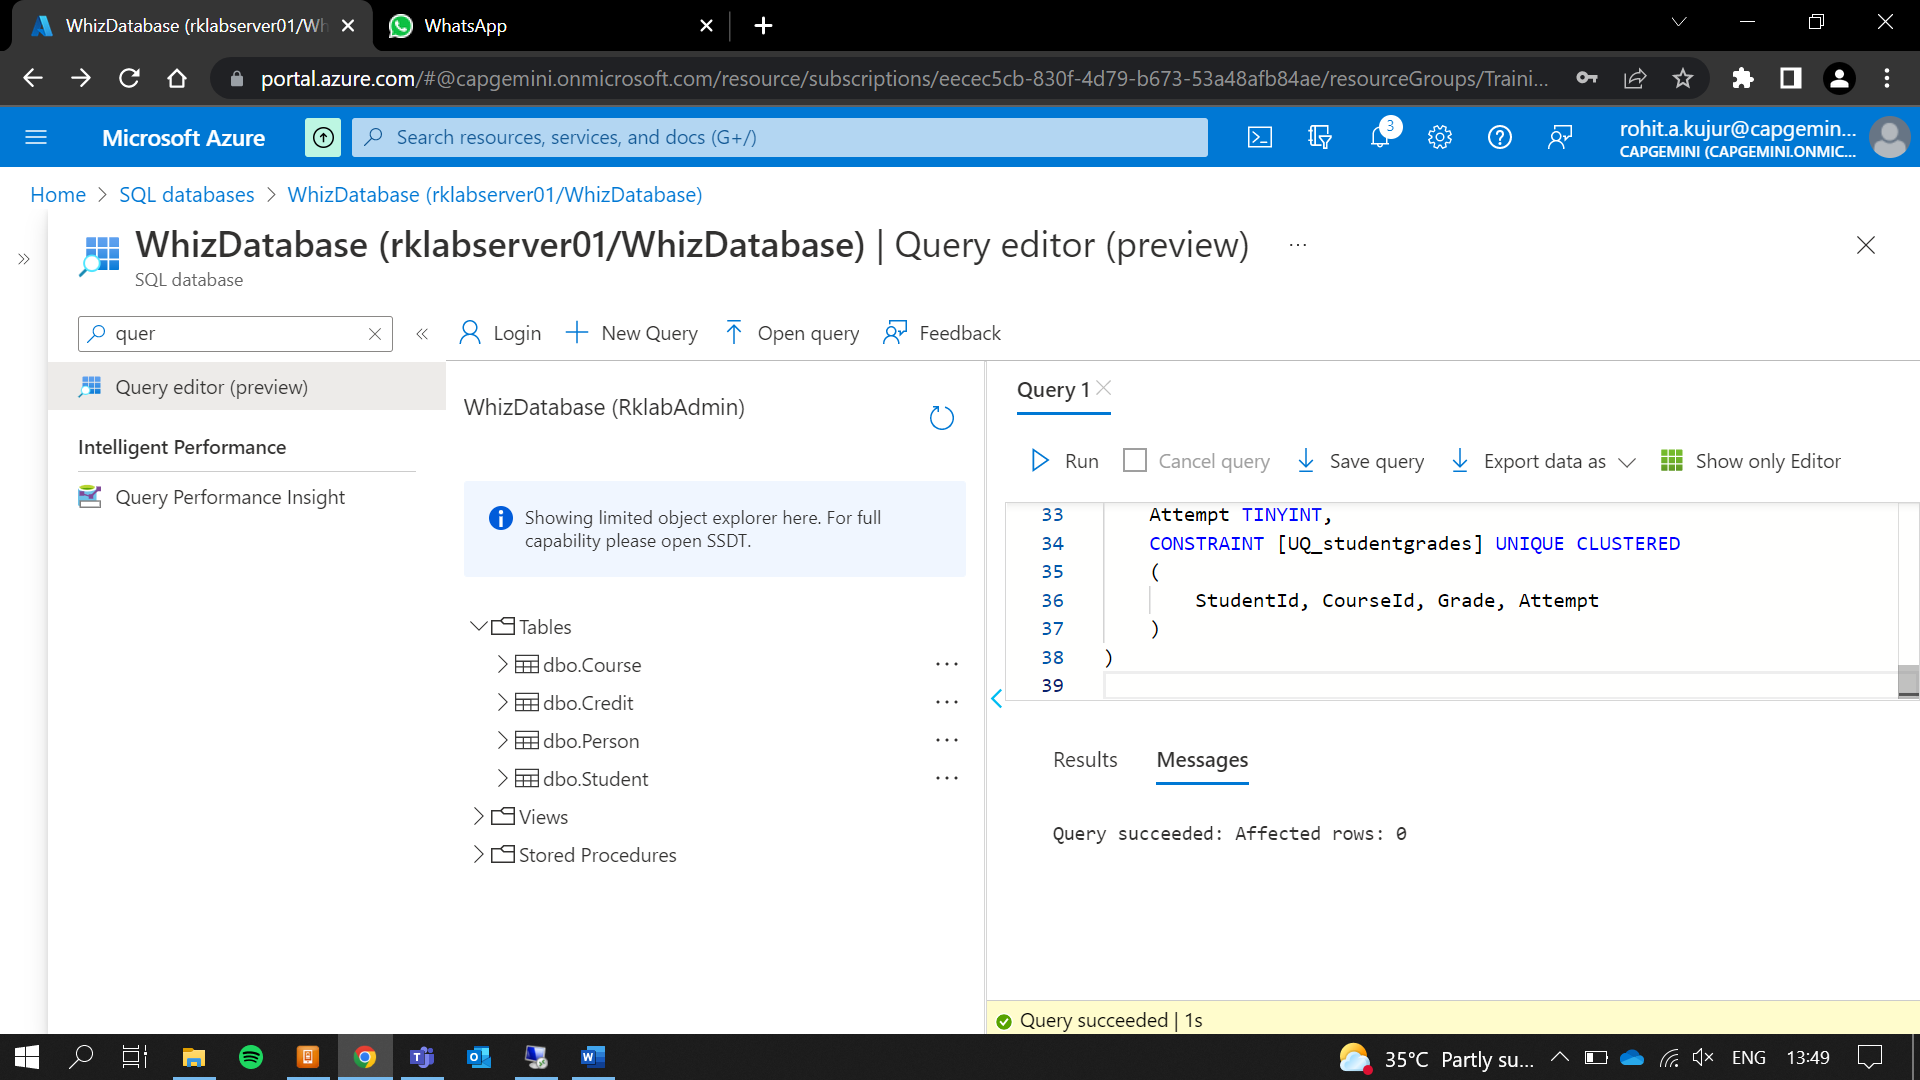 WhizDatabase (rklabserver01/Wh
WhatsApp
portal.azure.com/#@capgemini.onmicrosoft.com/resource/subscriptions/eecec5cb-830f-4d79-b673-53a48afb84ae/resourceGroups/Traini...
Microsoft Azure
Search resources, services, and docs (G+/)
3
rohit.a.kujur@capgemin...
CAPGEMINI (CAPGEMINI.ONMIC...
Home > SQL databases > WhizDatabase (rklabserver01/WhizDatabase)
WhizDatabase (rklabserver01/WhizDatabase) | Query editor (preview) ...
SQL database
quer
Login
New Query
Open query
Feedback
Query editor (preview)
Intelligent Performance
Query Performance Insight
WhizDatabase (RklabAdmin)
Showing limited object explorer here. For full
capability please open SSDT.
Tables
dbo.Course
dbo.Credit
dbo.Person
dbo.Student
Views
Stored Procedures
Query 1
Run
Cancel query
Save query
Export data as
Show only Editor
33 Attempt TINYINT,
34 CONSTRAINT [UQ_studentgrades] UNIQUE CLUSTERED
35 (
36 StudentId, CourseId, Grade, Attempt
37 )
38 )
39
Results
Messages
Query succeeded: Affected rows: 0
Query succeeded | 1s
35°C Partly su...
ENG
13:49